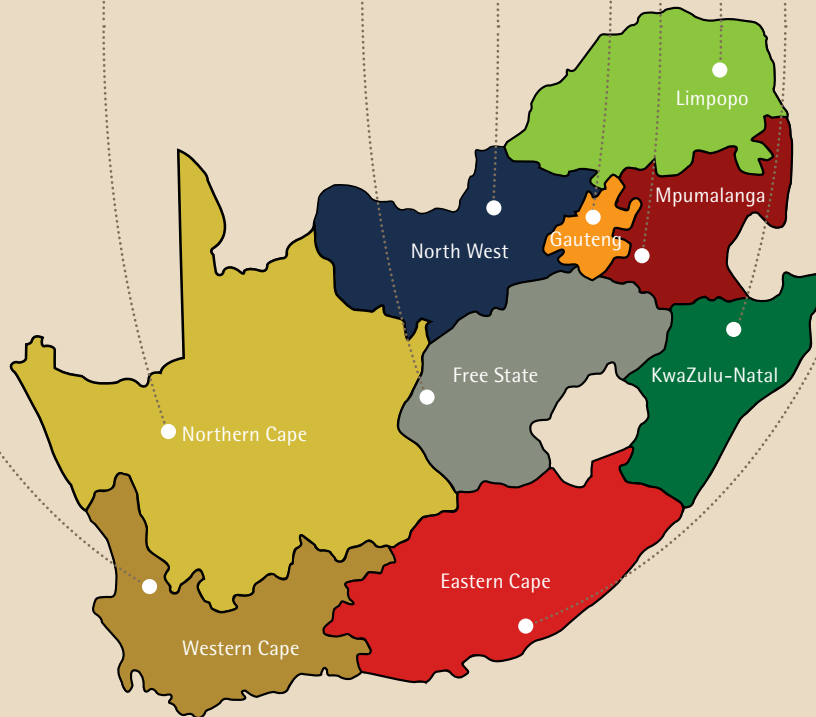 Limpopo
Mpumalanga
Gauteng
North West
Free State
KwaZulu-Natal
Northern Cape
Eastern Cape
Western Cape